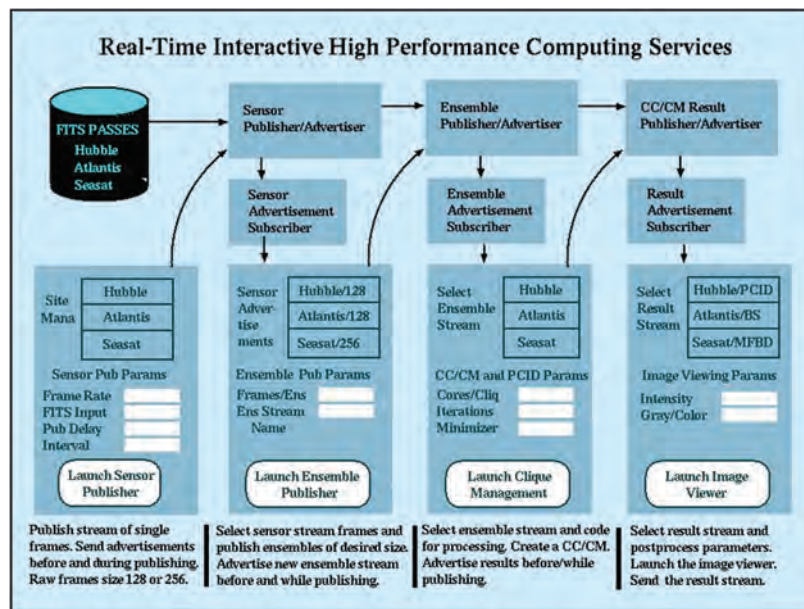 Real-Time Interactive High Performance Computing Services
FITS PASSES
Hubble
Atlantis
Seasat
Sensor
Publisher/Advertiser
Ensemble
Publisher/Advertiser
CC/CM Result
Publisher/Advertiser
Sensor
Advertisement
Subscriber
Ensemble
Advertisement
Subscriber
Result
Advertisement
Subscriber
Site
Mana
Hubble
Atlantis
Seasat
Sensor Pub Params
Frame Rate
FITS Input
Pub Delay
Interval
Launch Sensor
Publisher
Sensor
Adver-
tise
ments
Hubble/128
Atlantis/128
Seasat/256
Ensemble Pub Params
Frames/Ens
Ens Stream
Name
Launch Ensemble
Publisher
Select
Ensemble
Stream
Hubble
Atlantis
Seasat
CC/CM and PCID Params
Cores/Cliq
Iterations
Minimizer
Launch Clique
Management
Select
Result
Stream
Hubble/PCID
Atlantis/BS
Seasat/MFBD
Image Viewing Params
Intensity
Gray/Color
Launch Image
Viewer
Publish stream of single
frames. Send advertisements
before and during publishing.
Raw frames size 128 or 256.
Select sensor stream frames and
publish ensembles of desired size.
Advertise new ensemble stream
before and while publishing.
Select ensemble stream and code
for processing. Create a CC/CM.
Advertise results before/while
publishing.
Select result stream and
postprocess parameters.
Launch the image viewer.
Send the result stream.